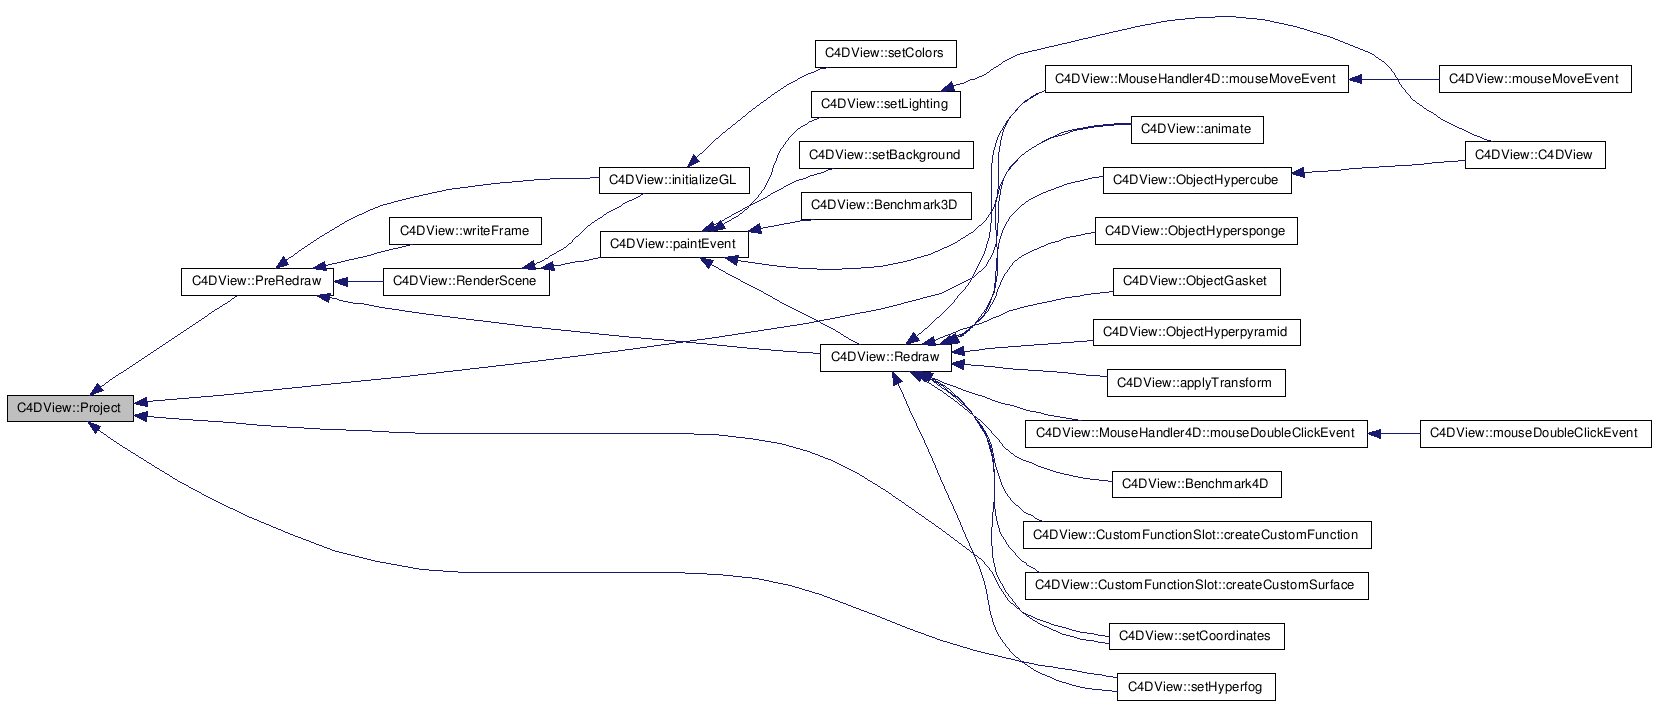 C4DView::setColors
C4DView::MouseHandler4D::mouseMoveEvent
C4DView::mouseMoveEvent
C4DView::setLighting
C4DView::animate
C4DView::setBackground
C4DView::C4DView
C4DView::initializeGL
C4DView::ObjectHypercube
C4DView::Benchmark3D
C4DView::writeFrame
C4DView::ObjectHypersponge
C4DView::paintEvent
C4DView::PreRedraw
C4DView::RenderScene
C4DView::ObjectGasket
C4DView::ObjectHyperpyramid
C4DView::Redraw
C4DView::applyTransform
C4DView::Project
C4DView::MouseHandler4D::mouseDoubleClickEvent
C4DView::mouseDoubleClickEvent
C4DView::Benchmark4D
C4DView::CustomFunctionSlot::createCustomFunction
C4DView::CustomFunctionSlot::createCustomSurface
C4DView::setCoordinates
C4DView::setHyperfog